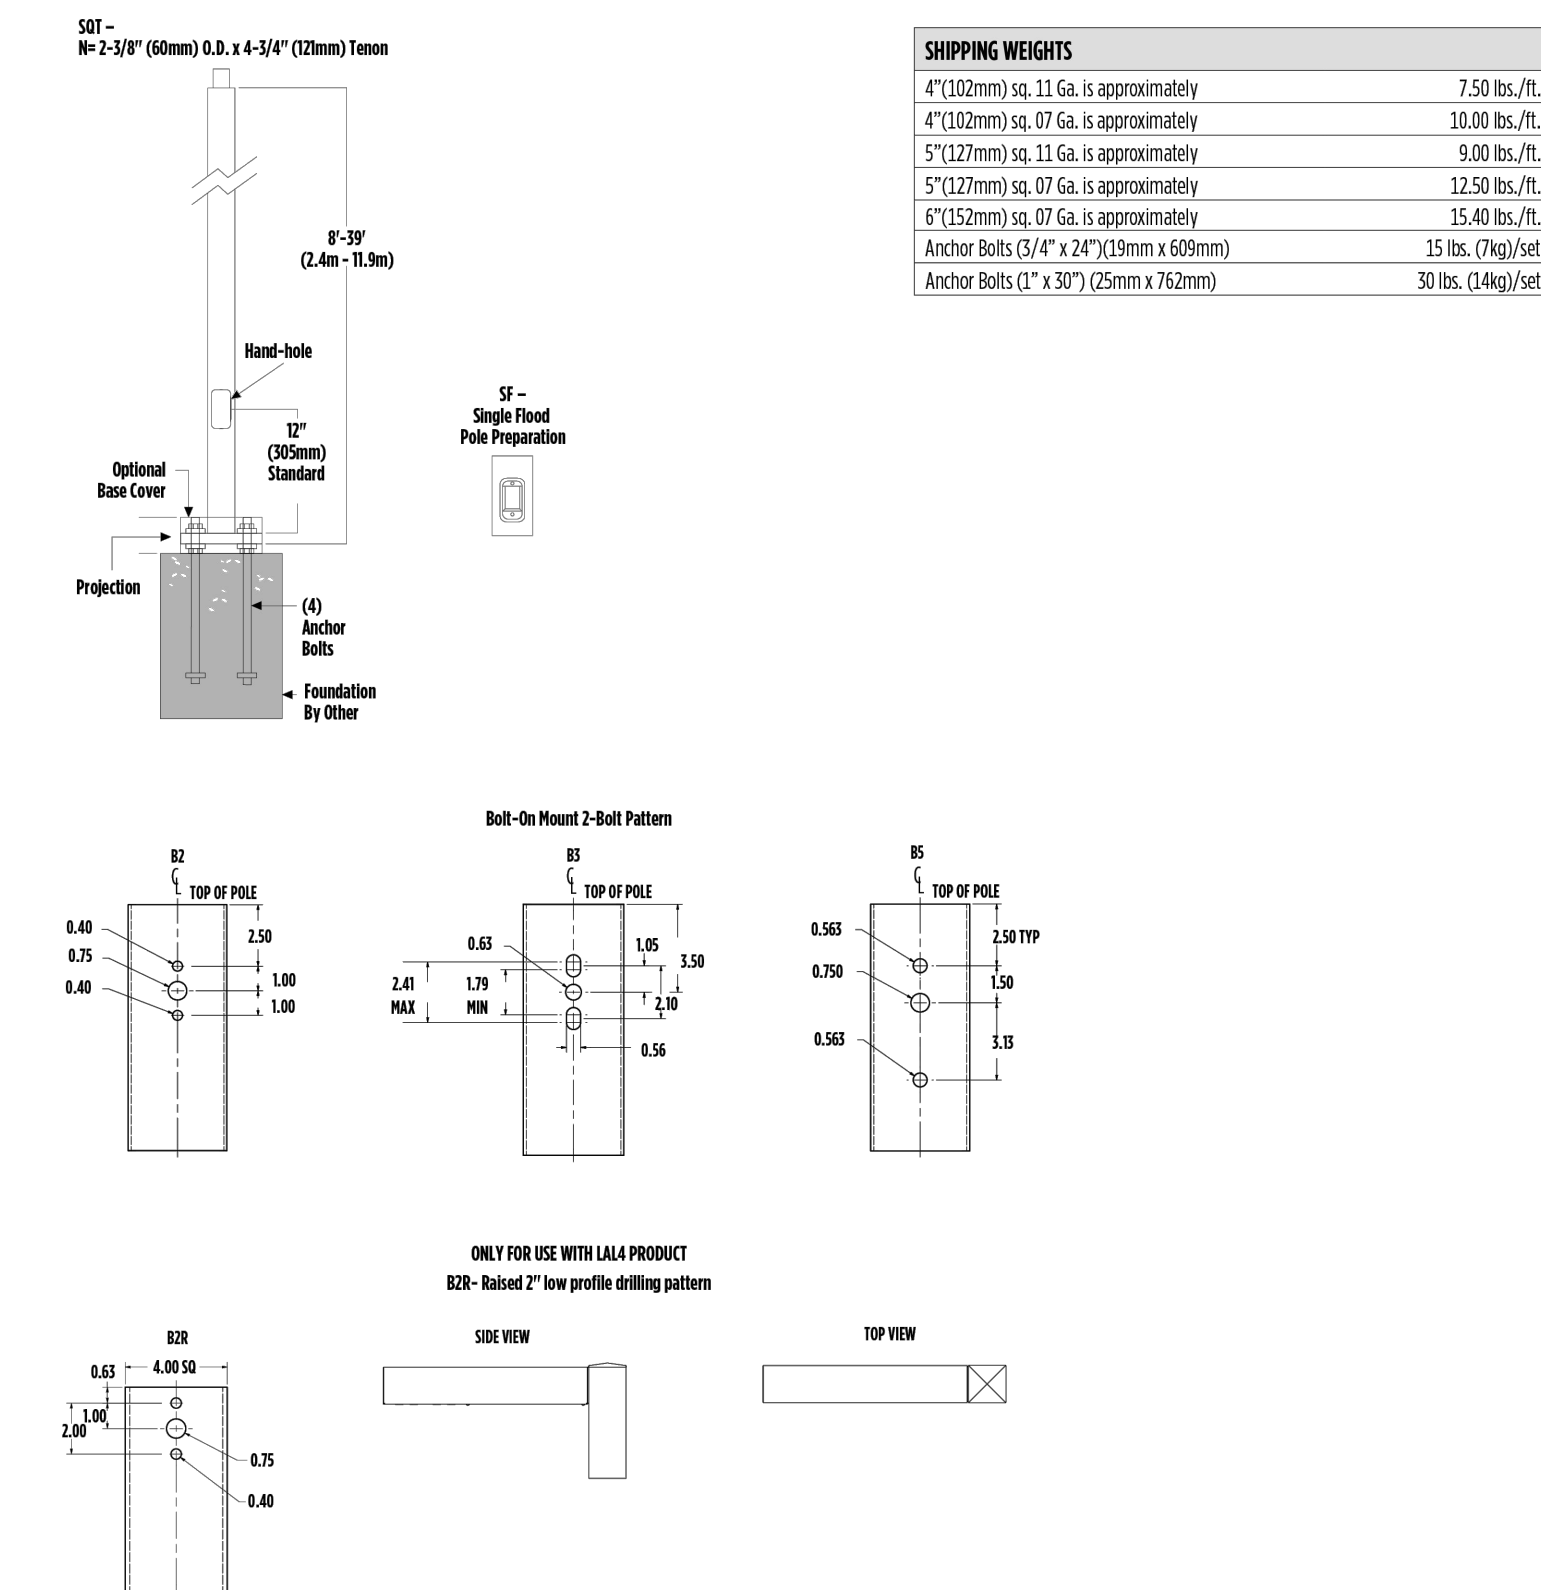 SQT –
N= 2-3/8" (60mm) O.D. x 4-3/4" (121mm) Tenon
8'-39'
(2.4m - 11.9m)
Hand-hole
12"
(305mm)
Standard
Optional
Base Cover
Projection
(4)
Anchor
Bolts
Foundation
By Other
SF –
Single Flood
Pole Preparation
SHIPPING WEIGHTS
4”(102mm) sq. 11 Ga. is approximately 7.50 lbs./ft.
4”(102mm) sq. 07 Ga. is approximately 10.00 lbs./ft.
5”(127mm) sq. 11 Ga. is approximately 9.00 lbs./ft.
5”(127mm) sq. 07 Ga. is approximately 12.50 lbs./ft.
6”(152mm) sq. 07 Ga. is approximately 15.40 lbs./ft.
Anchor Bolts (3/4” x 24”)(19mm x 609mm) 15 lbs. (7kg)/set
Anchor Bolts (1” x 30”) (25mm x 762mm) 30 lbs. (14kg)/set
Bolt-On Mount 2-Bolt Pattern
B2
℄
TOP OF POLE
0.40
0.75
0.40
2.50
1.00
1.00
B3
℄
TOP OF POLE
0.63
2.41
MAX
1.79
MIN
1.05
3.50
2.10
0.56
B5
℄
TOP OF POLE
0.563
0.750
0.563
2.50 TYP
1.50
3.13
ONLY FOR USE WITH LAL4 PRODUCT
B2R- Raised 2" low profile drilling pattern
B2R
4.00 SQ
0.63
1.00
2.00
0.75
0.40
SIDE VIEW
TOP VIEW